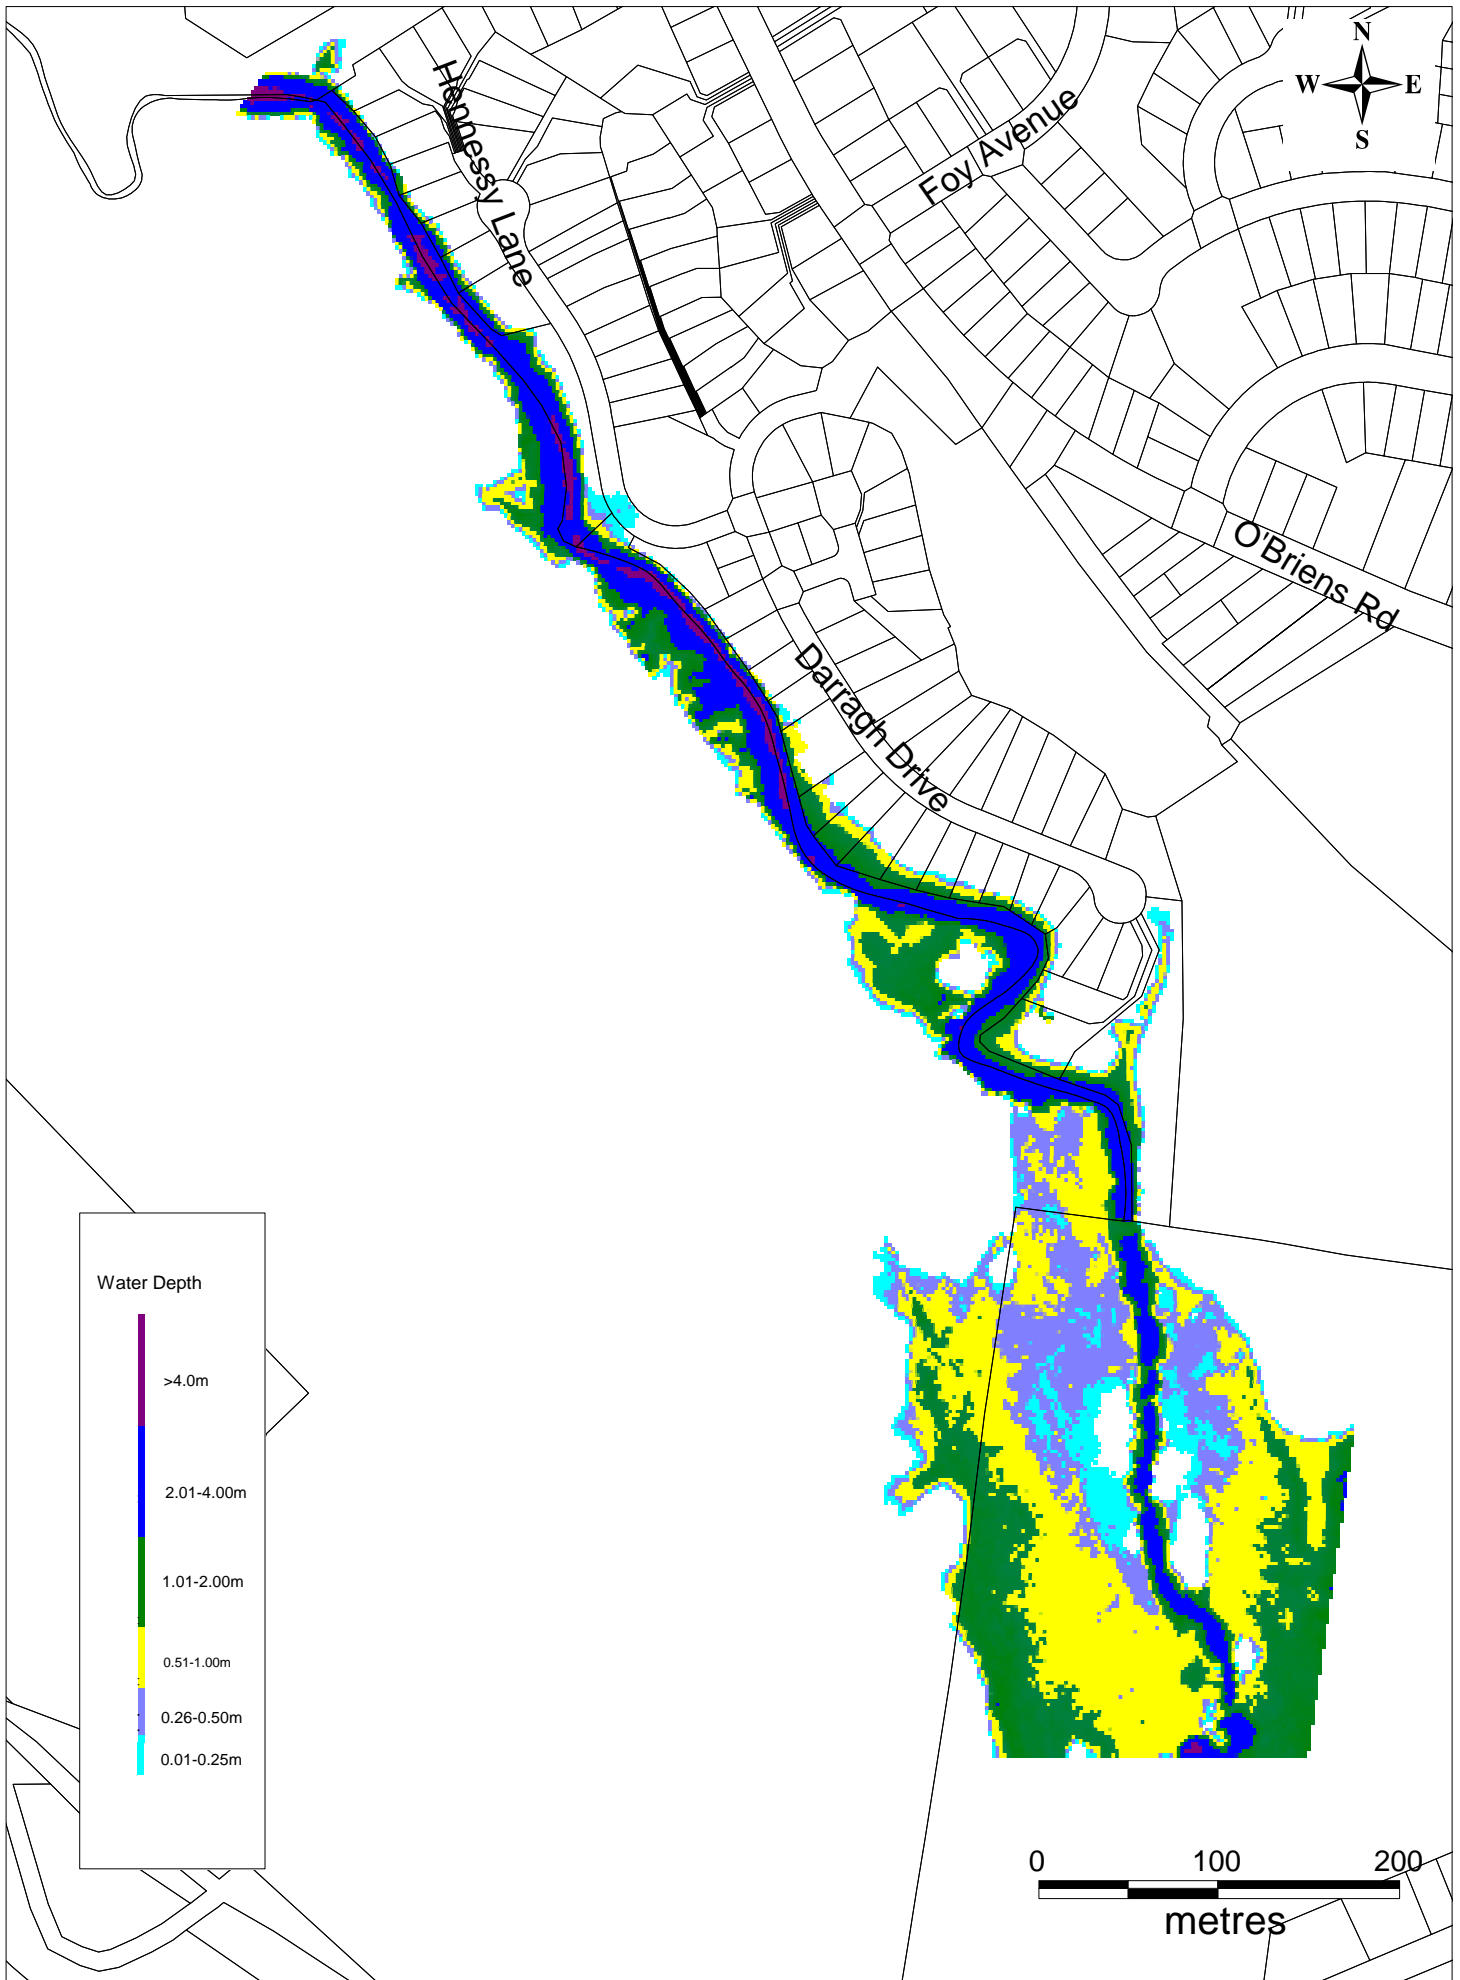 N
W E
S
Hennessy Lane
Foy Avenue
O'Briens Rd
Darragh Drive
Water Depth
>4.0m
2.01-4.00m
1.01-2.00m
0.51-1.00m
0.26-0.50m
0.01-0.25m
0 100 200
metres